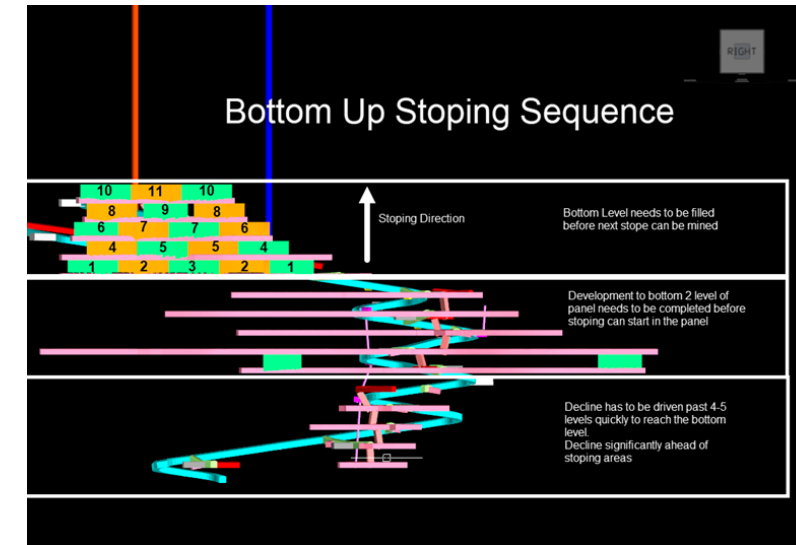 RIGHT
Bottom Up Stoping Sequence
10 11 10
8 9 8
6 7 7 6
4 5 5 4
1 2 3 2 1
Stoping Direction
Bottom Level needs to be filled
before next stope can be mined
Development to bottom 2 level of
panel needs to be completed before
stoping can start in the panel
Decline has to be driven past 4-5
levels quickly to reach the bottom
level.
Decline significantly ahead of
stoping areas